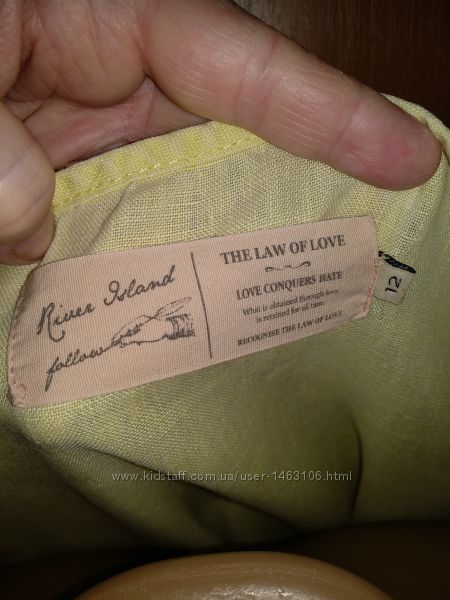 River Island
follow
THE LAW OF LOVE
LOVE CONQUERS HATE
What is obtained through love
is retained for all time.
RECOGNISE THE LAW OF LOVE
12
www.kidstaff.com.ua/user-1463106.html